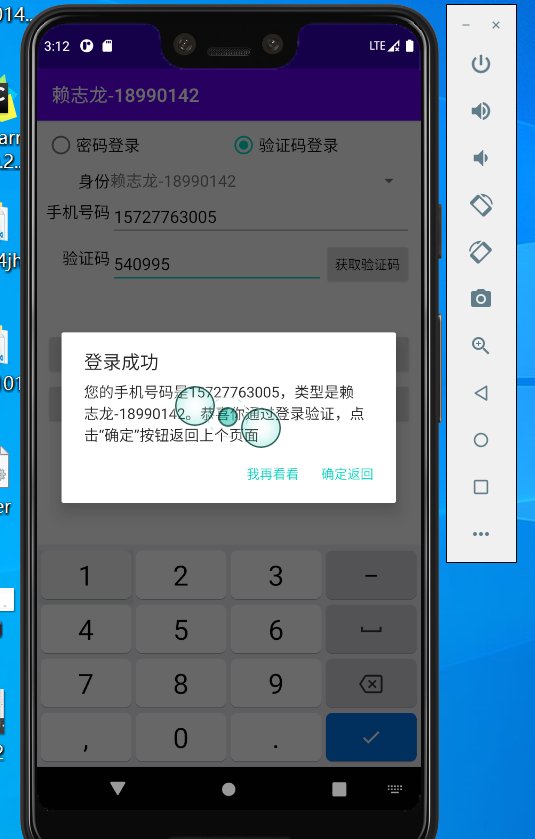 014..
3:12
LTE
赖志龙-18990142
密码登录
验证码登录
身份赖志龙-18990142
手机号码 15727763005
验证码 540995
获取验证码
登录成功
您的手机号码是15727763005，类型是赖
志龙-18990142。恭喜你通过登录验证，点
击“确定”按钮返回上个页面
我再看看
确定返回
1 2 3 −
4 5 6
7 8 9
, 0 .
arr
.2..
4jh
101
er
2